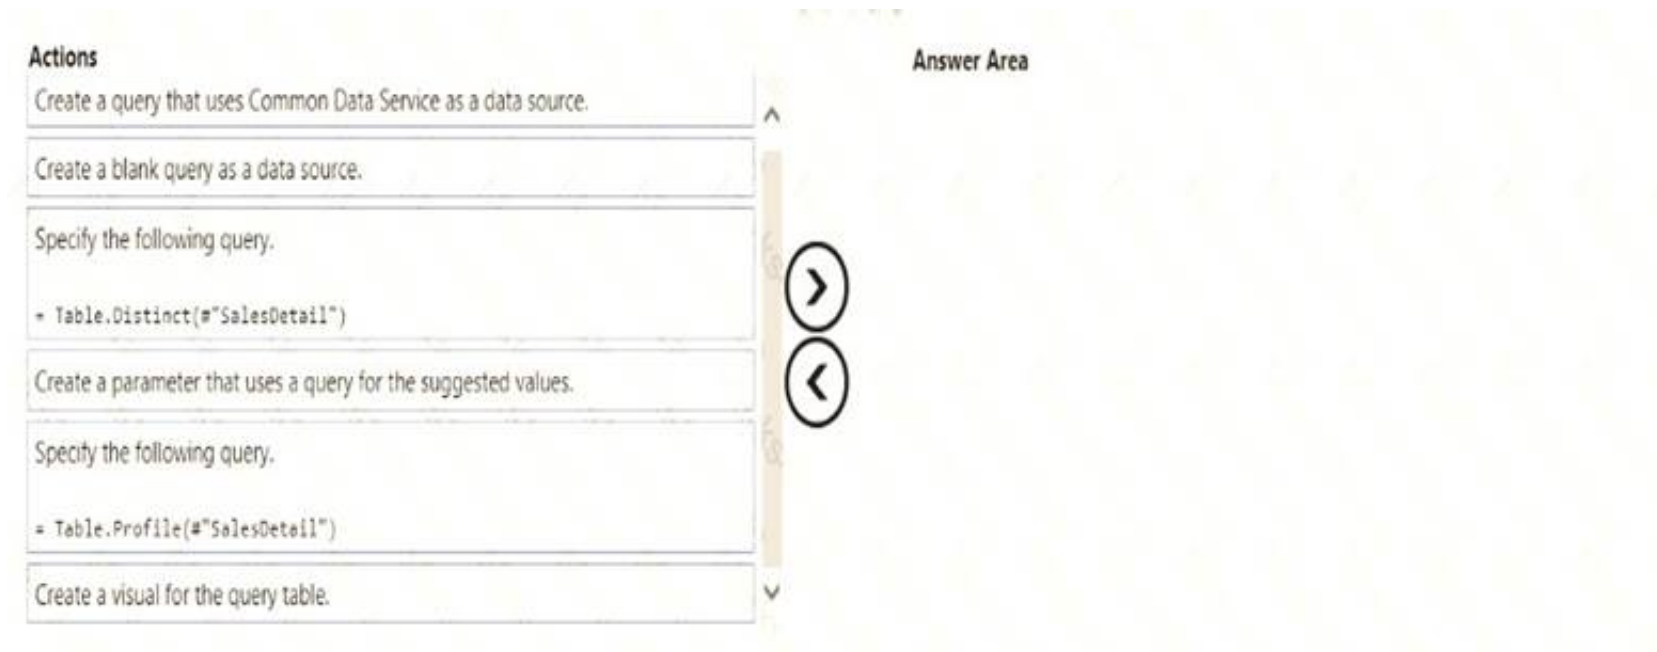 Actions
Answer Area
Create a query that uses Common Data Service as a data source.
Create a blank query as a data source.
Specify the following query.
= Table.Distinct(#"SalesDetail")
Create a parameter that uses a query for the suggested values.
Specify the following query.
= Table.Profile(#"SalesDetail")
Create a visual for the query table.